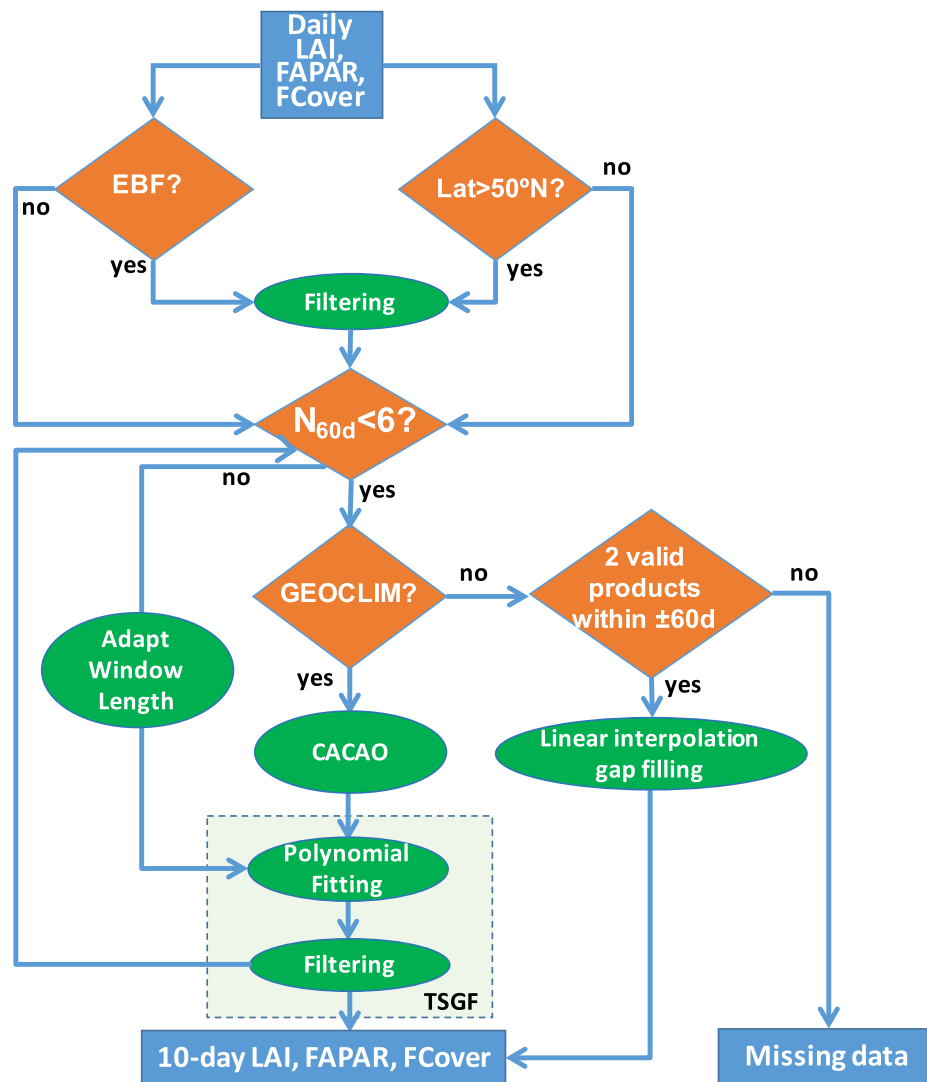 Daily
LAI,
FAPAR,
FCover
EBF?
Lat>50ºN?
no
no
yes
yes
Filtering
N60d<6?
no
yes
GEOCLIM?
no
2 valid
products
within ±60d
no
Adapt
Window
Length
yes
yes
CACAO
Linear interpolation
gap filling
Polynomial
Fitting
Filtering
TSGF
10-day LAI, FAPAR, FCover
Missing data